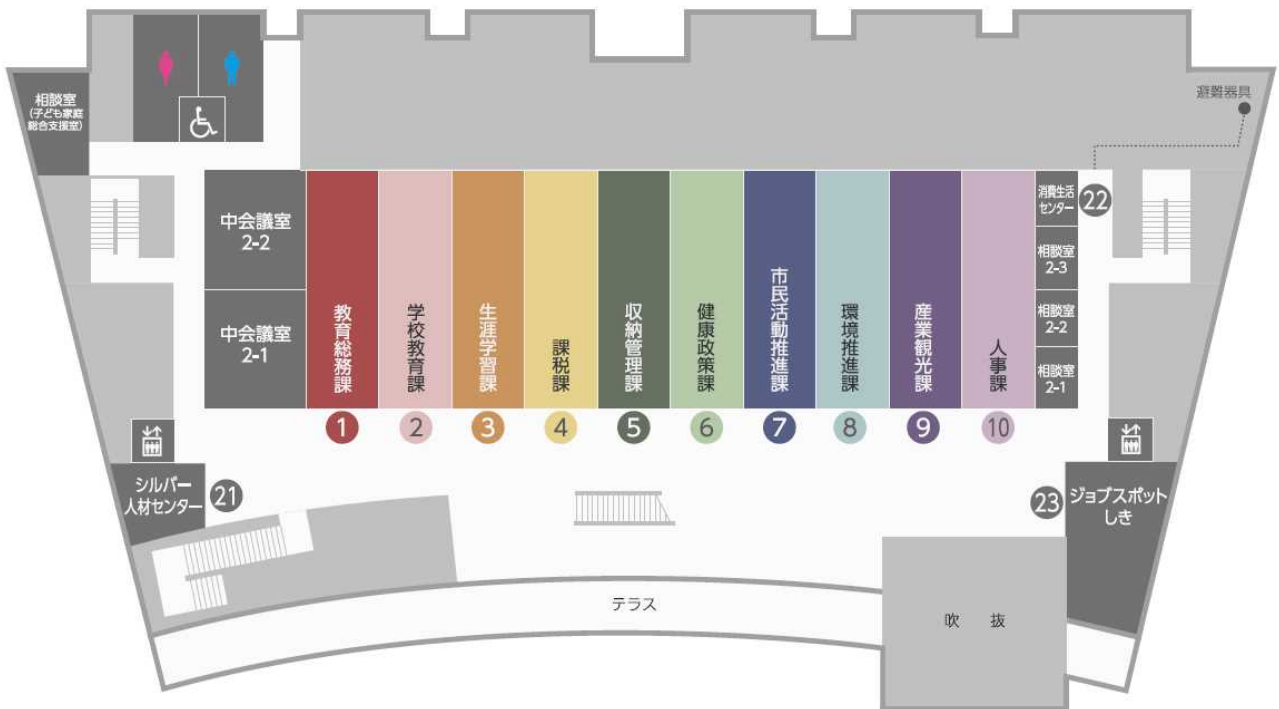 避難器具
相談室
(子ども家庭
総合支援室)
中会議室
2-2
中会議室
2-1
教育総務課
学校教育課
生涯学習課
課税課
収納管理課
健康政策課
市民活動推進課
環境推進課
産業観光課
人事課
消費生活
センター
22
相談室
2-3
相談室
2-2
相談室
2-1
1
2
3
4
5
6
7
8
9
10
シルバー
人材センター
21
23
ジョブスポット
しき
テラス
吹 抜